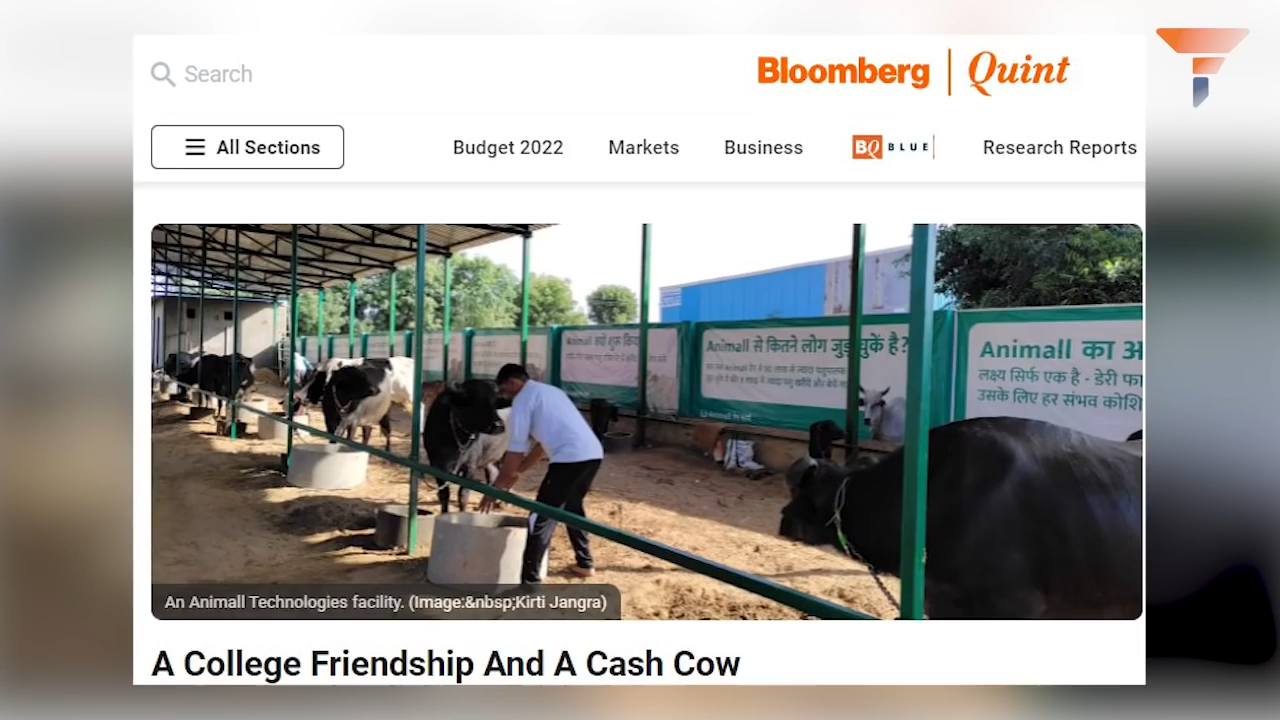 Search
Bloomberg | Quint
All Sections
Budget 2022
Markets
Business
BQ BLUE
Research Reports
Animall क्यों शुरू किया
Animall से कितने लोग जुड़ चुकें है?
Animall का अ
लक्ष्य सिर्फ एक है - डेरी फा
उसके लिए हर संभव कोशि
An Animall Technologies facility. (Image:&nbsp;Kirti Jangra)
A College Friendship And A Cash Cow